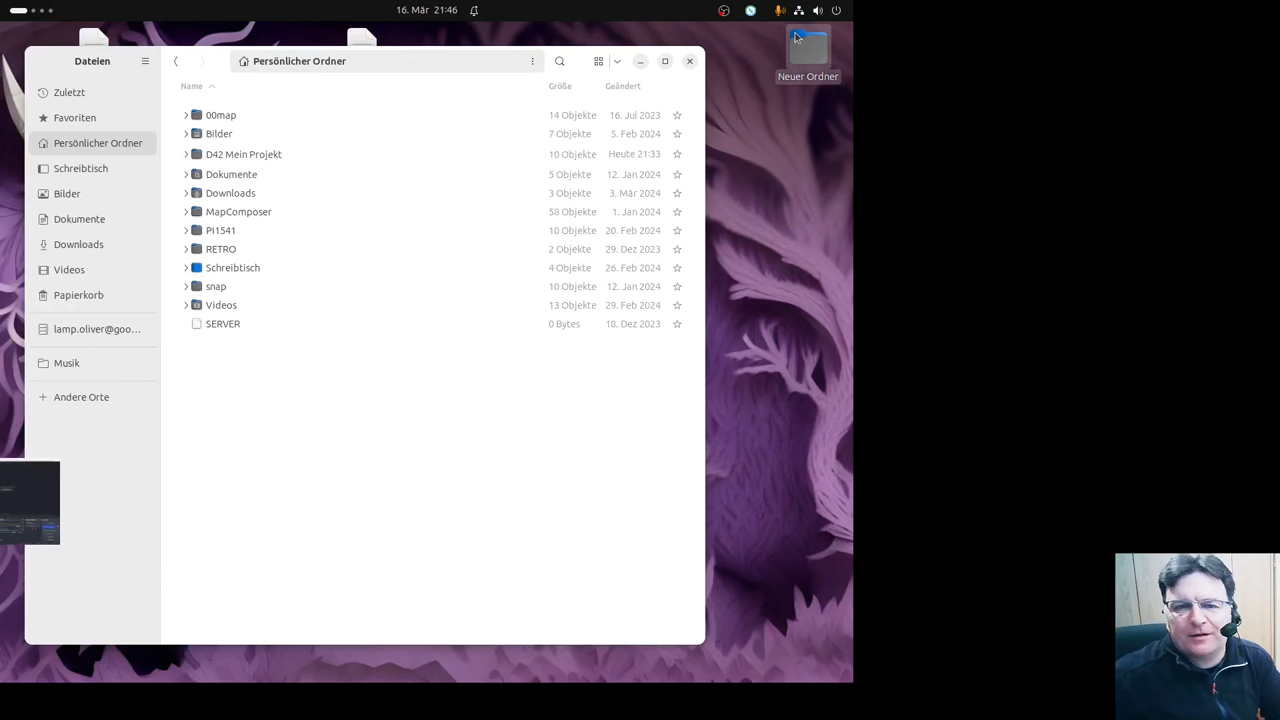 16. Mär 21:46
Dateien
Persönlicher Ordner
Neuer Ordner
Name
Größe
Geändert
Zuletzt
Favoriten
Persönlicher Ordner
Schreibtisch
Bilder
Dokumente
Downloads
Videos
Papierkorb
lamp.oliver@goo...
Musik
Andere Orte
00map 14 Objekte 16. Jul 2023
Bilder 7 Objekte 5. Feb 2024
D42 Mein Projekt 10 Objekte Heute 21:33
Dokumente 5 Objekte 12. Jan 2024
Downloads 3 Objekte 3. Mär 2024
MapComposer 58 Objekte 1. Jan 2024
PI1541 10 Objekte 20. Feb 2024
RETRO 2 Objekte 29. Dez 2023
Schreibtisch 4 Objekte 26. Feb 2024
snap 10 Objekte 12. Jan 2024
Videos 13 Objekte 29. Feb 2024
SERVER 0 Bytes 18. Dez 2023